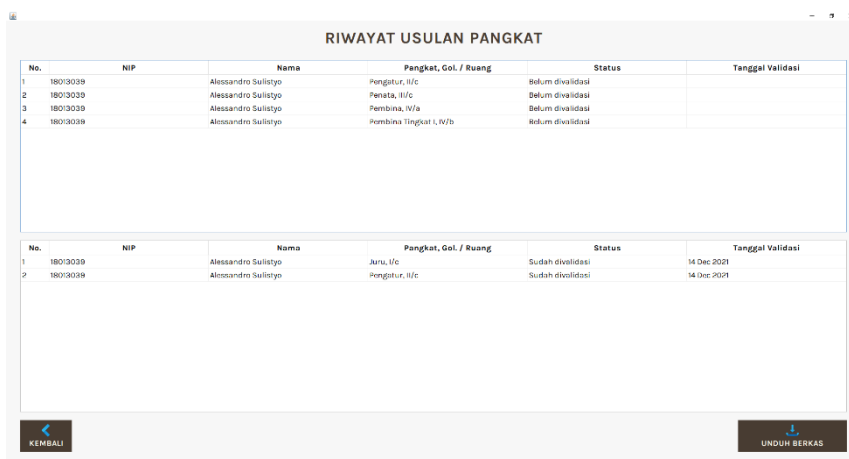 RIWAYAT USULAN PANGKAT
No. NIP Nama Pangkat, Gol. / Ruang Status Tanggal Validasi
1 18013039 Alessandro Sulistyo Pengatur, II/c Belum divalidasi
2 18013039 Alessandro Sulistyo Penata, III/c Belum divalidasi
3 18013039 Alessandro Sulistyo Pembina, IV/a Belum divalidasi
4 18013039 Alessandro Sulistyo Pembina Tingkat I, IV/b Belum divalidasi
No. NIP Nama Pangkat, Gol. / Ruang Status Tanggal Validasi
1 18013039 Alessandro Sulistyo Juru, I/c Sudah divalidasi 14 Dec 2021
2 18013039 Alessandro Sulistyo Pengatur, II/c Sudah divalidasi 14 Dec 2021
KEMBALI
UNDUH BERKAS